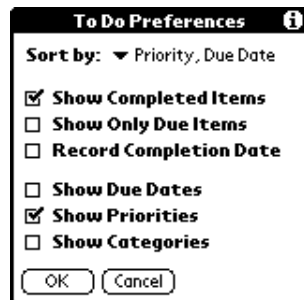 To Do Preferences
Sort by: Priority, Due Date
Show Completed Items
Show Only Due Items
Record Completion Date
Show Due Dates
Show Priorities
Show Categories
OK Cancel